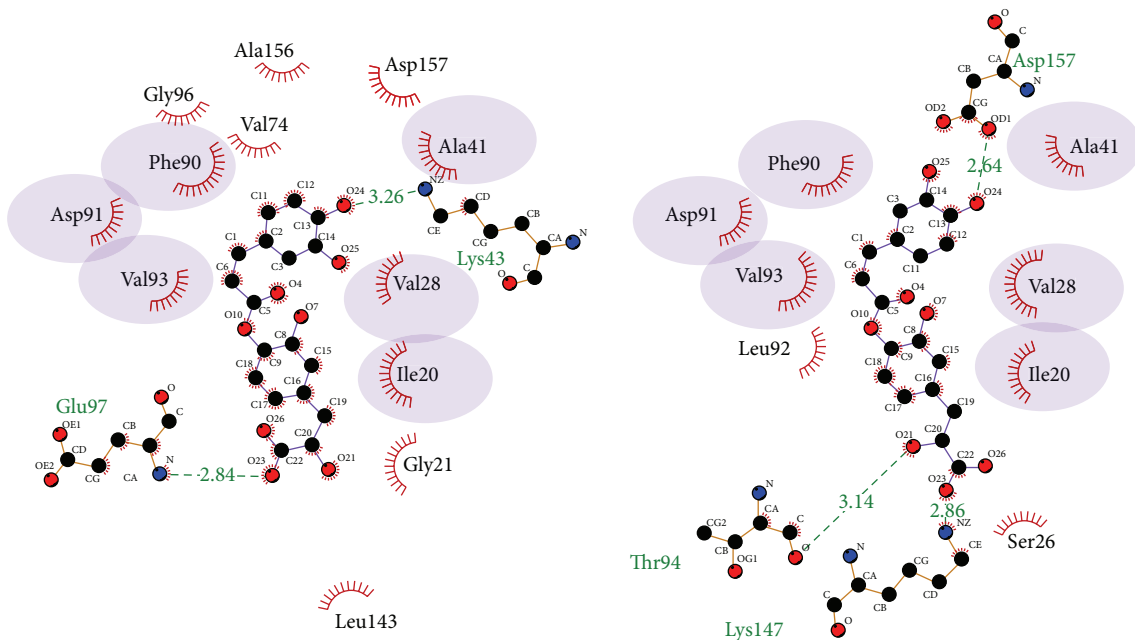 Ala156
Asp157
Gly96
Val74
Phe90
Ala41
O24
3.26
NZ
C12
C11
CD
C13
CB
Asp91
C2
C14
CE
CG
CA
N
C1
O25
Lys43
C3
C
C6
O4
O
Val93
Val28
C5
O7
O10
C8
C15
C9
C18
C16
Ile20
Glu97
O
C17
C19
C
OE1
CB
O26
C20
CD
Gly21
OE2
N
O23
C22
O21
CG
CA
2.84
Leu143
O
C
Asp157
CA
CB
N
CG
OD2
OD1
Ala41
Phe90
O25
2.64
C14
O24
C3
Asp91
C13
C2
C12
C1
C11
C6
Val93
O4
Val28
C5
O7
O10
C8
Leu92
C9
C15
C18
C16
Ile20
C17
C19
O21
C20
C22
O26
O23
3.14
2.86
N
CA
NZ
CG2
C
Ser26
CB
O
N
CE
Thr94
OG1
CG
CA
C
CB
CD
O
Lys147